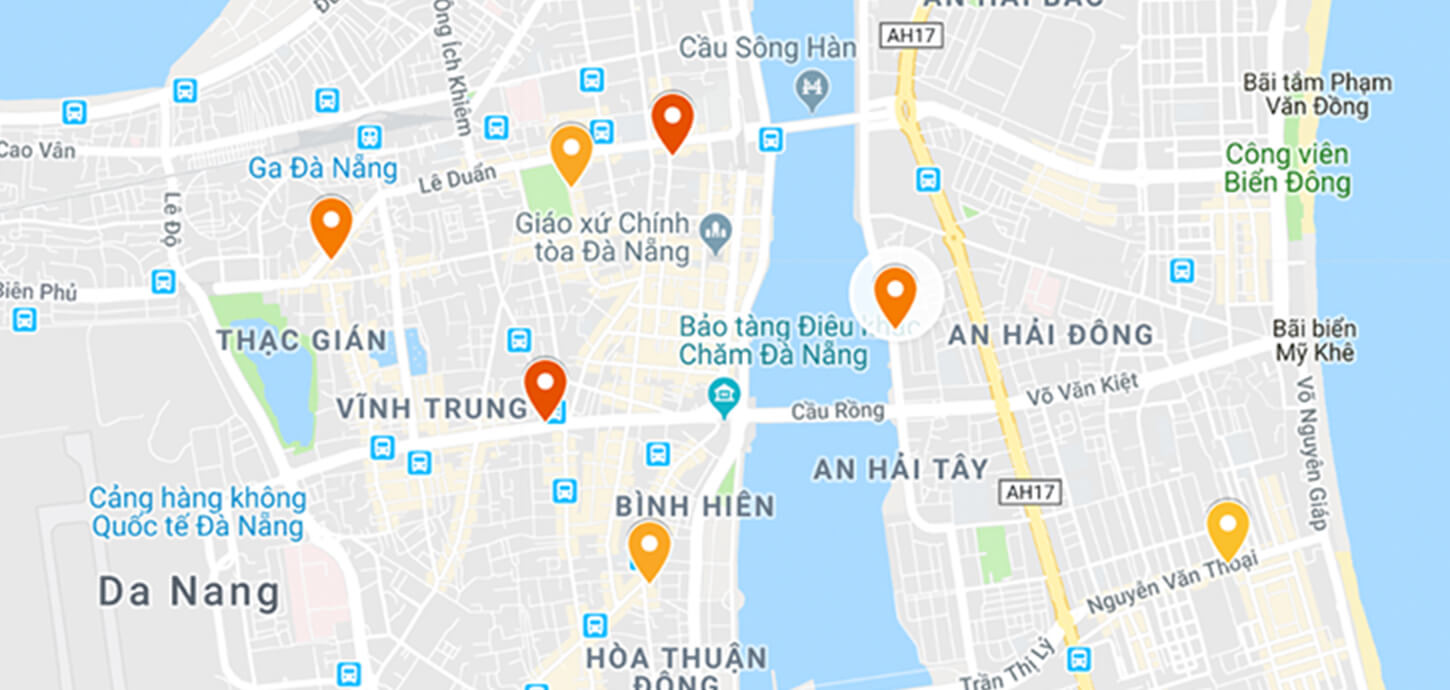 AN HẢI BẮC
Ông Ích Khiêm
AH17
Cầu Sông Hàn
Bãi tắm Phạm
Văn Đồng
Cao Vân
Ga Đà Nẵng
Lê Duẩn
Công viên
Biển Đông
Lê Độ
Giáo xứ Chính
tòa Đà Nẵng
Biên Phủ
THẠC GIÁN
Bảo tàng Điêu khắc
Chăm Đà Nẵng
AN HẢI ĐÔNG
Bãi biển
Mỹ Khê
VĨNH TRUNG
Cầu Rồng
Võ Văn Kiệt
Võ Nguyên Giáp
AN HẢI TÂY
AH17
Cảng hàng không
Quốc tế Đà Nẵng
BÌNH HIÊN
Da Nang
Nguyễn Văn Thoại
Trần Thị Lý
HÒA THUẬN
ĐÔNG